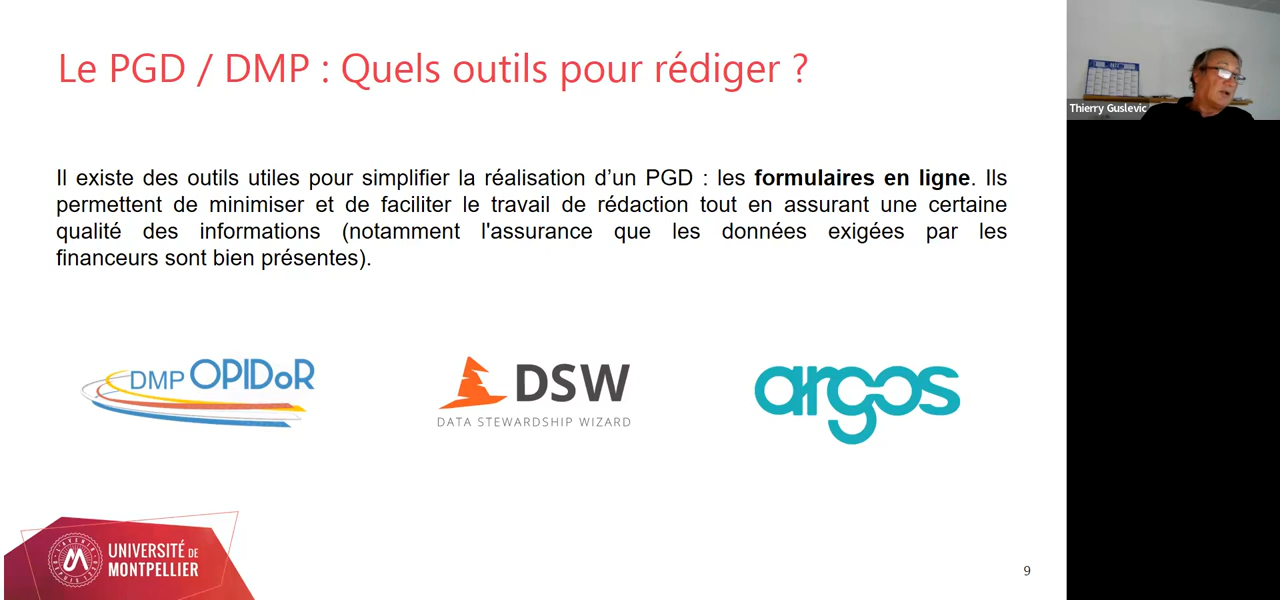 Le PGD / DMP : Quels outils pour rédiger ?
Thierry Guslevic
Il existe des outils utiles pour simplifier la réalisation d’un PGD : les formulaires en ligne. Ils
permettent de minimiser et de faciliter le travail de rédaction tout en assurant une certaine
qualité des informations (notamment l'assurance que les données exigées par les
financeurs sont bien présentes).
DMP OPIDoR
DSW
DATA STEWARDSHIP WIZARD
argos
UNIVERSITÉ DE
MONTPELLIER
9